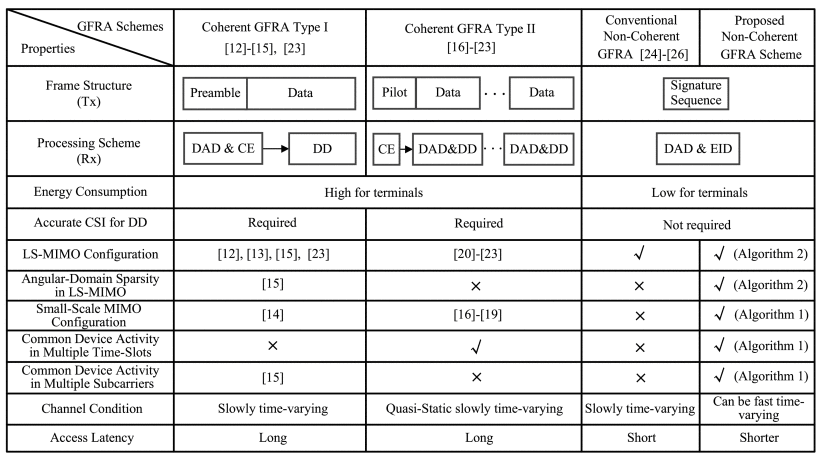 GFRA Schemes
Properties
Coherent GFRA Type I
[12]-[15], [23]
Coherent GFRA Type II
[16]-[23]
Conventional
Non-Coherent
GFRA [24]-[26]
Proposed
Non-Coherent
GFRA Scheme
Frame Structure
(Tx)
Preamble Data
Pilot Data · · · Data
Signature
Sequence
Processing Scheme
(Rx)
DAD & CE DD
CE DAD&DD · · · DAD&DD
DAD & EID
Energy Consumption High for terminals Low for terminals
Accurate CSI for DD Required Required Not required
LS-MIMO Configuration [12], [13], [15], [23] [20]-[23] √ √ (Algorithm 2)
Angular-Domain Sparsity
in LS-MIMO
[15] × × √ (Algorithm 2)
Small-Scale MIMO
Configuration
[14] [16]-[19] × √ (Algorithm 1)
Common Device Activity
in Multiple Time-Slots
× √ × √ (Algorithm 1)
Common Device Activity
in Multiple Subcarriers
[15] × × √ (Algorithm 1)
Channel Condition Slowly time-varying Quasi-Static slowly time-varying Slowly time-varying
Can be fast time-
varying
Access Latency Long Long Short Shorter